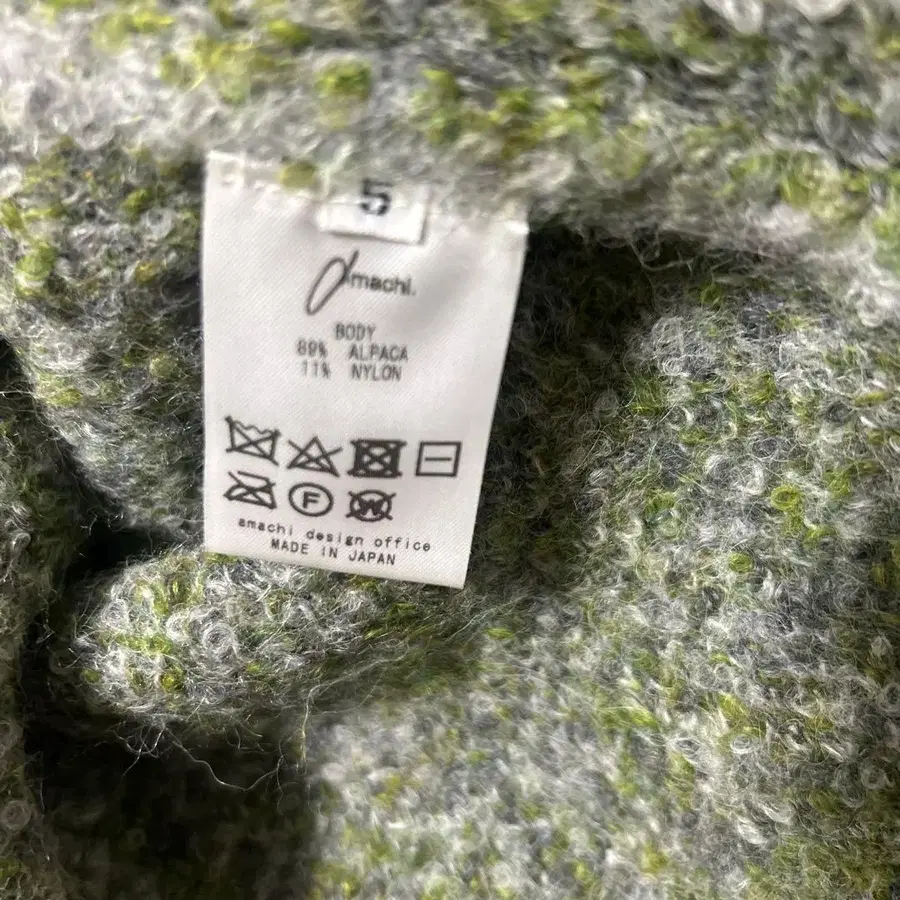 5
amachi.
BODY
89% ALPACA
11% NYLON
F
W
amachi design office
MADE IN JAPAN